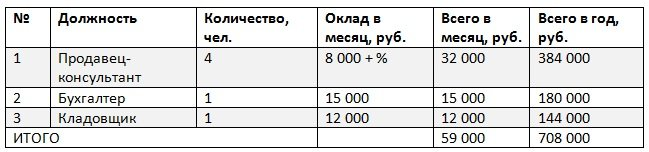 № Должность Количество, чел. Оклад в месяц, руб. Всего в месяц, руб. Всего в год, руб.
1 Продавец-консультант 4 8 000 + % 32 000 384 000
2 Бухгалтер 1 15 000 15 000 180 000
3 Кладовщик 1 12 000 12 000 144 000
ИТОГО 59 000 708 000